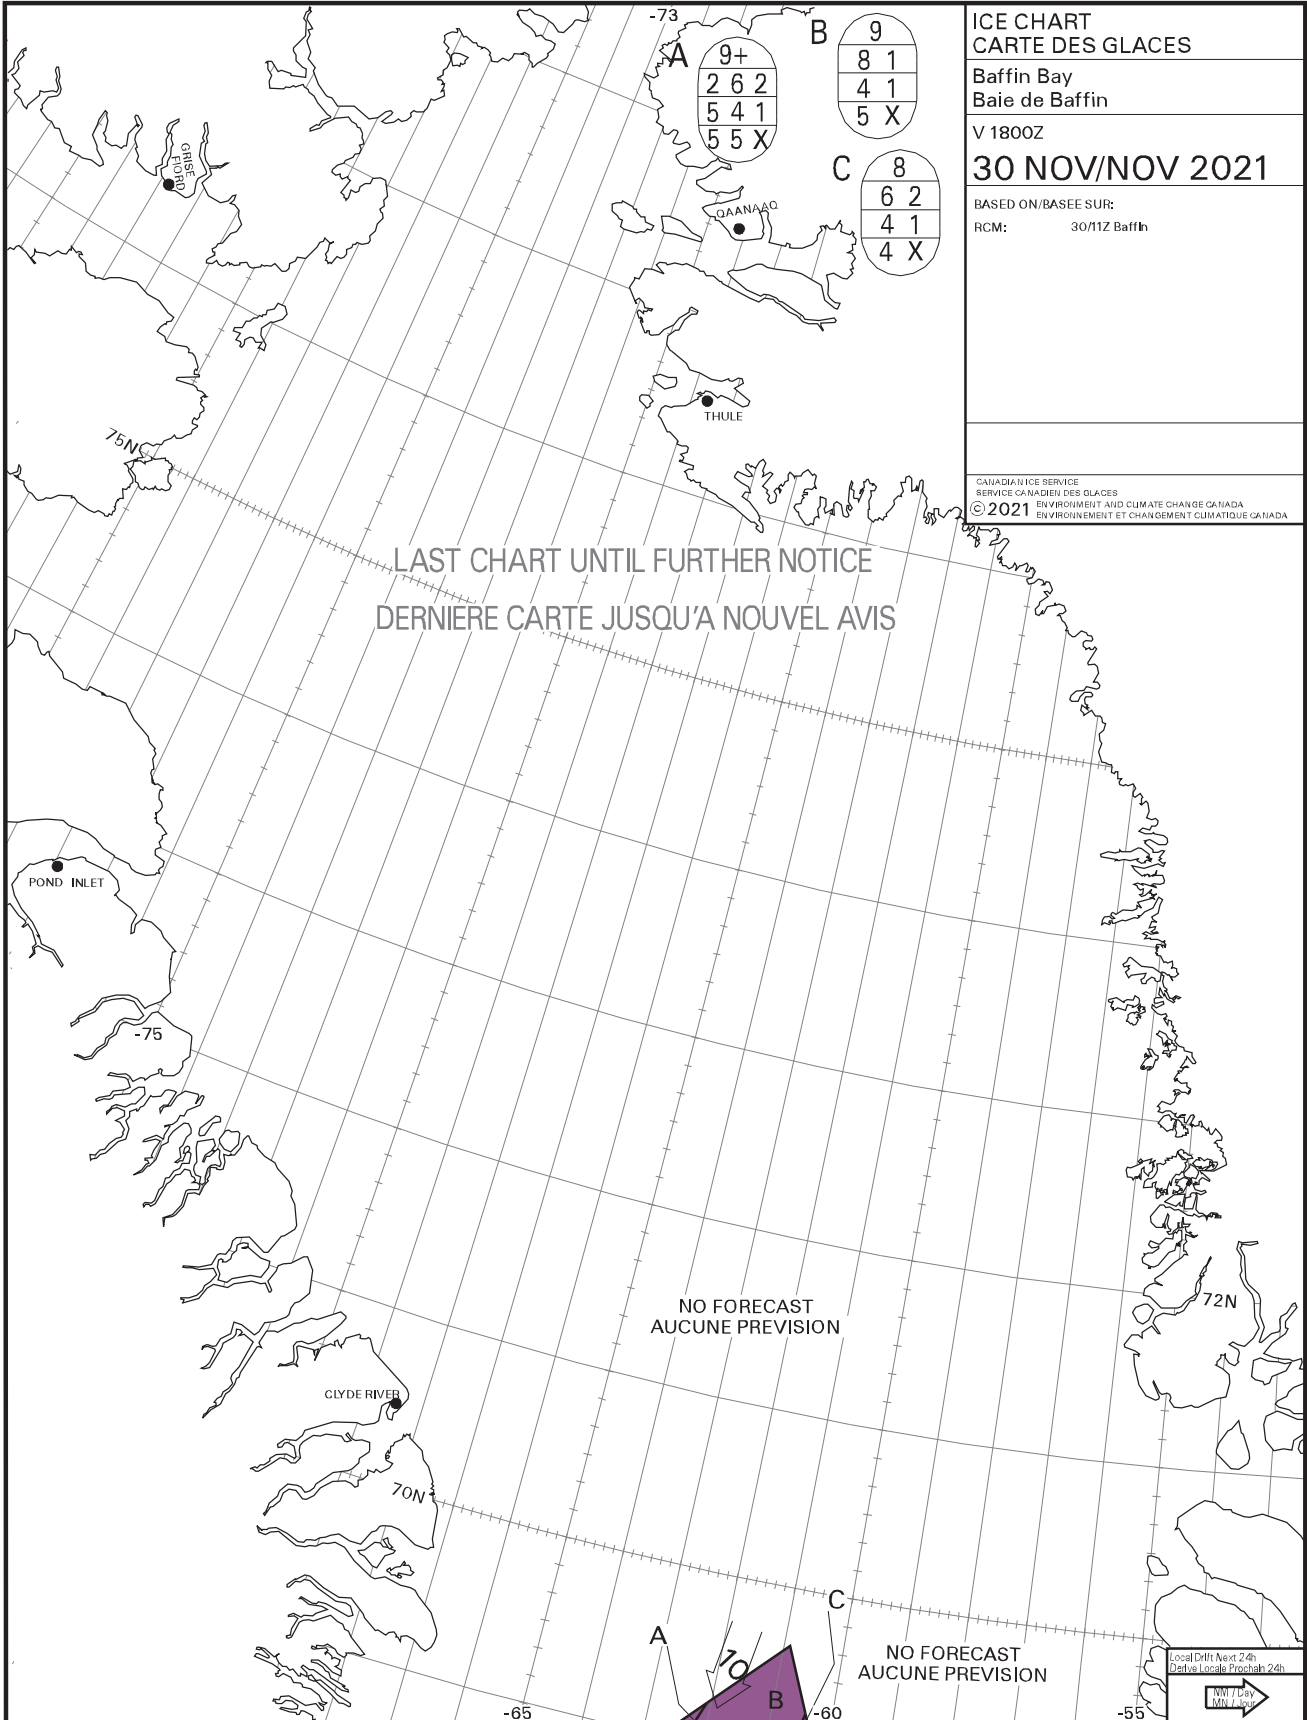 -73
A
9+
2 6 2
5 4 1
5 5 X
B
9
8 1
4 1
5 X
C
8
6 2
4 1
4 X
ICE CHART
CARTE DES GLACES
Baffin Bay
Baie de Baffin
V 1800Z
30 NOV/NOV 2021
BASED ON/BASEE SUR:
RCM: 30/11Z Baffin
CANADIAN ICE SERVICE
SERVICE CANADIEN DES GLACES
© 2021 ENVIRONMENT AND CLIMATE CHANGE CANADA
ENVIRONNEMENT ET CHANGEMENT CLIMATIQUE CANADA
GRISE
FIORD
QAANAAQ
THULE
75N
LAST CHART UNTIL FURTHER NOTICE
DERNIERE CARTE JUSQU'A NOUVEL AVIS
POND INLET
-75
72N
NO FORECAST
AUCUNE PREVISION
CLYDE RIVER
70N
A
10
B
C
NO FORECAST
AUCUNE PREVISION
-65
-60
-55
Local Drift Next 24h
Derive Locale Prochain 24h
NM / Day
MN / Jour